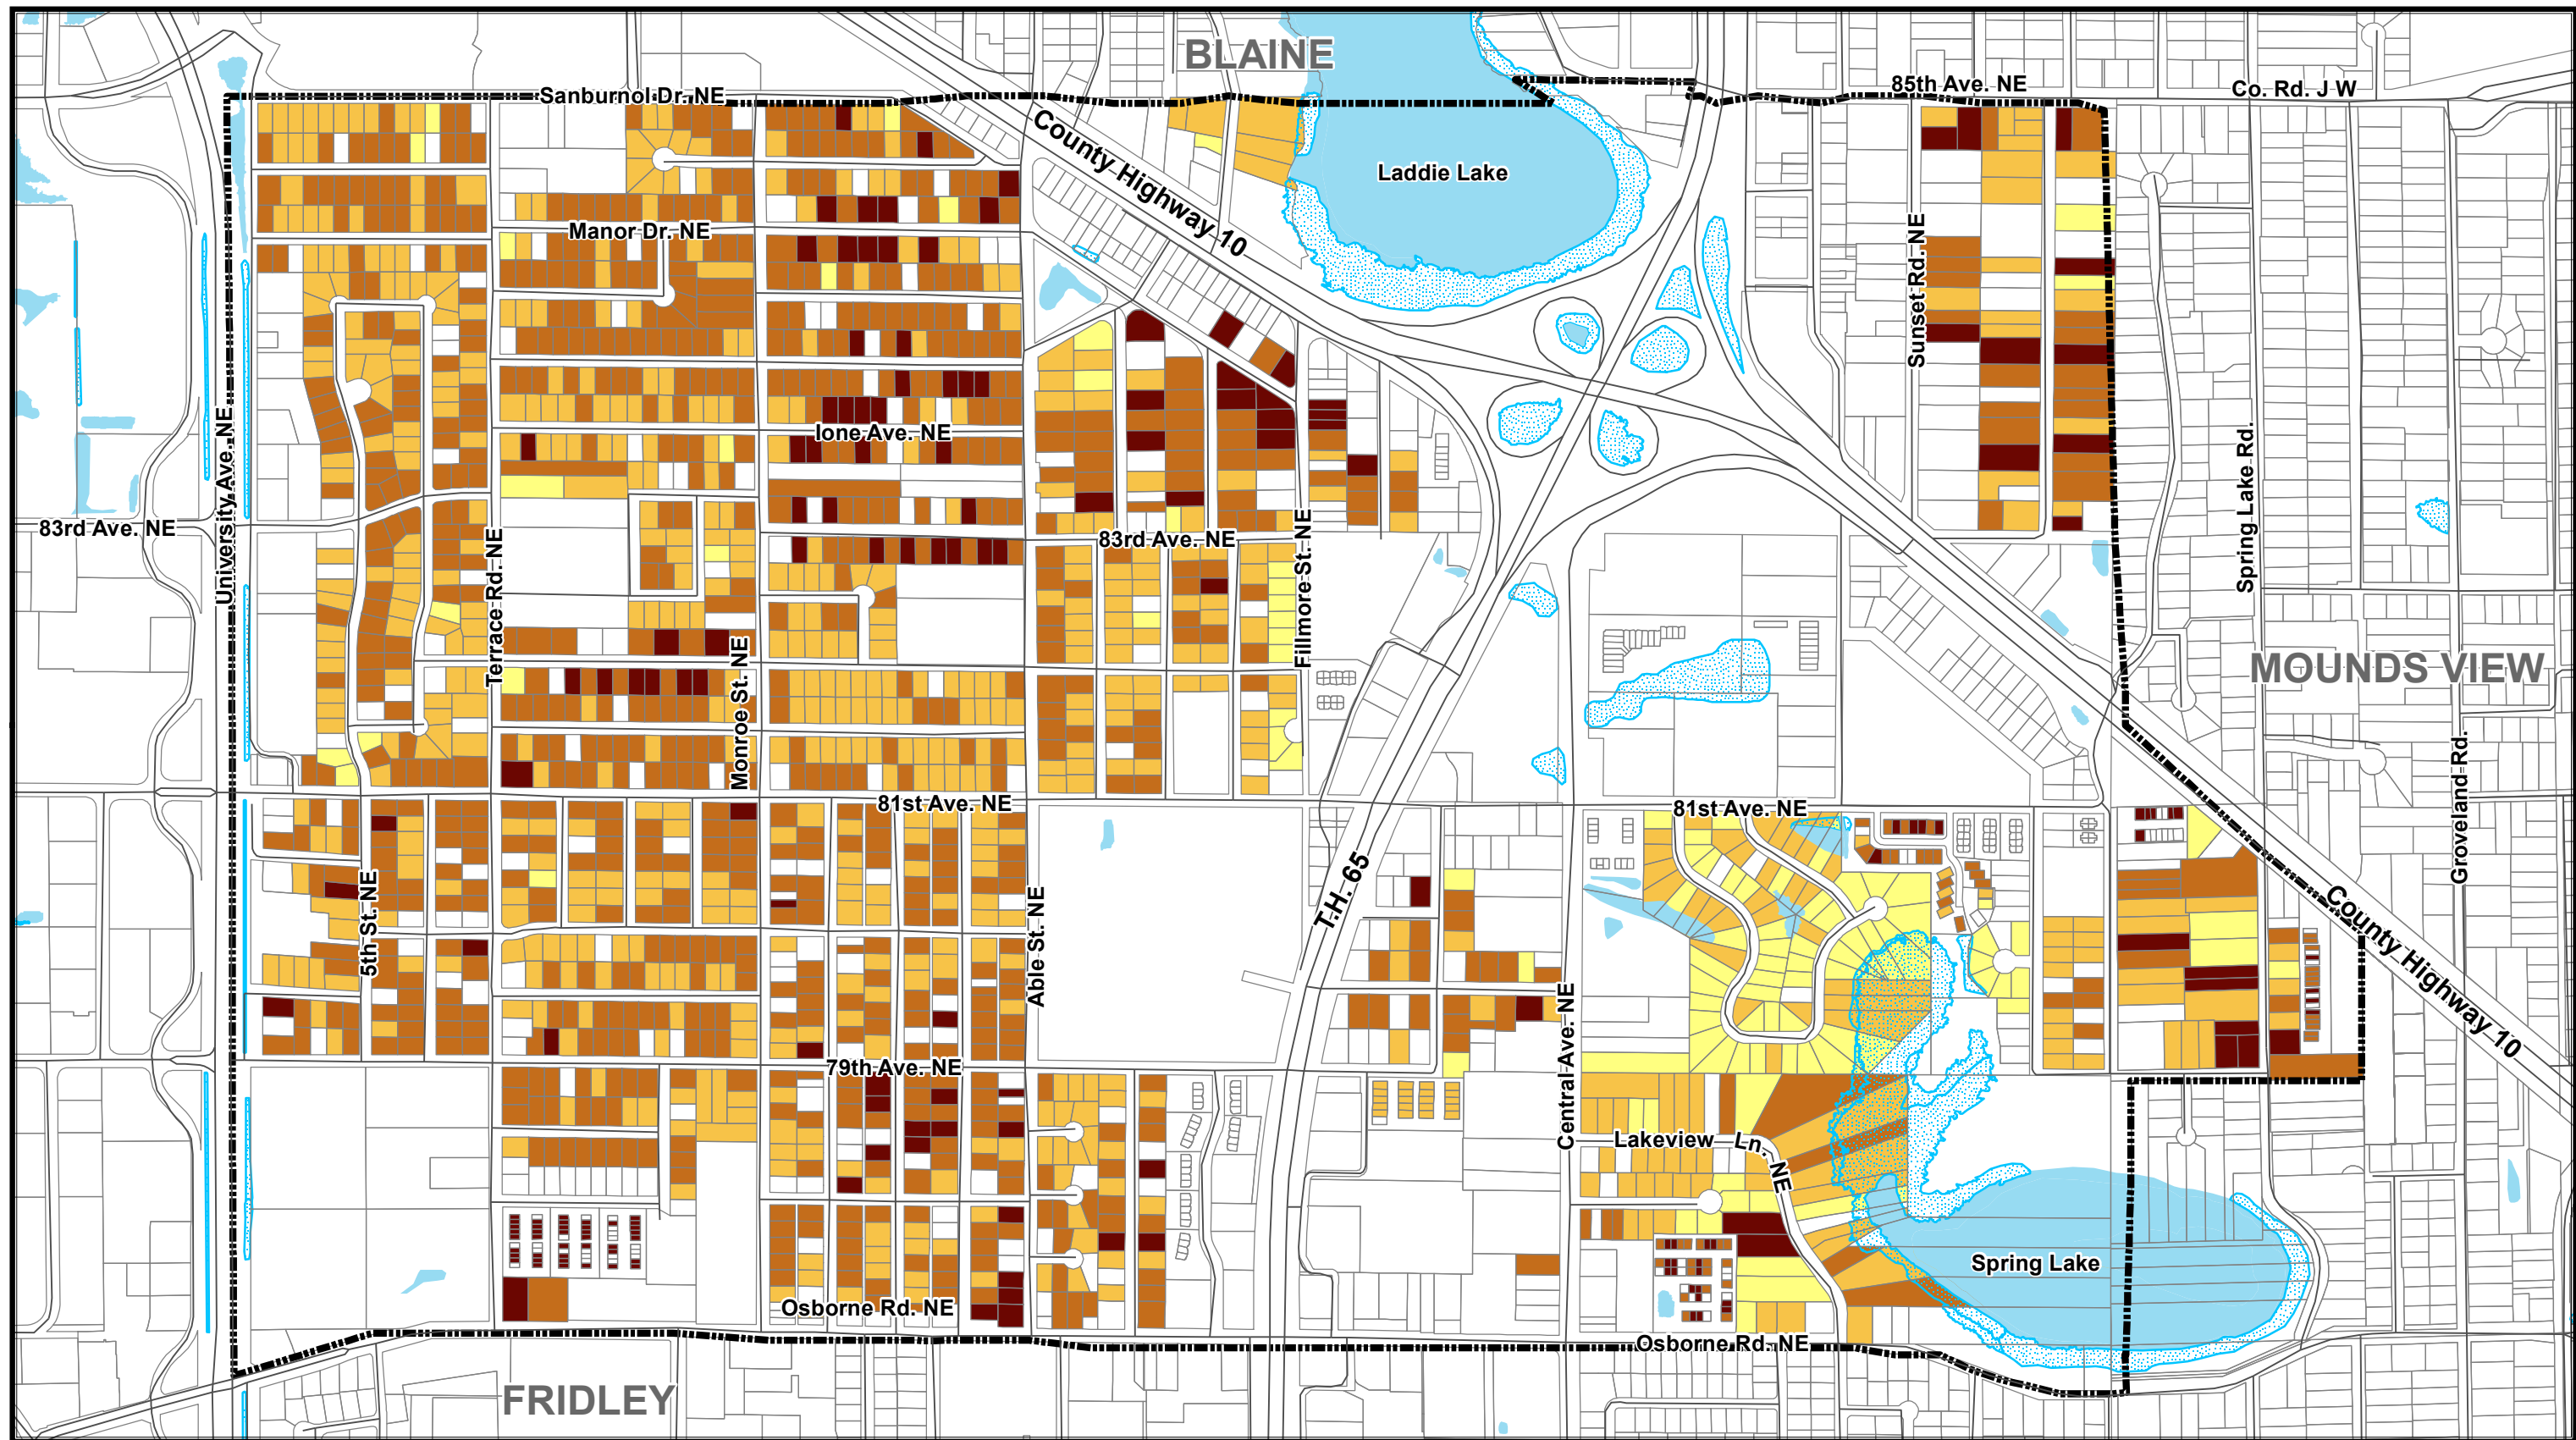 BLAINE
Sanburnol Dr. NE
85th Ave. NE
Co. Rd. J W
County Highway 10
Laddie Lake
Manor Dr. NE
Sunset Rd. NE
Ione Ave. NE
University Ave. NE
Spring Lake Rd.
83rd Ave. NE
83rd Ave. NE
Terrace Rd. NE
Fillmore St. NE
Monroe St. NE
MOUNDS VIEW
Groveland Rd.
81st Ave. NE
81st Ave. NE
T.H. 65
5th St. NE
Able St. NE
County Highway 10
Central Ave. NE
79th Ave. NE
Lakeview Ln. NE
Spring Lake
Osborne Rd. NE
Osborne Rd. NE
FRIDLEY